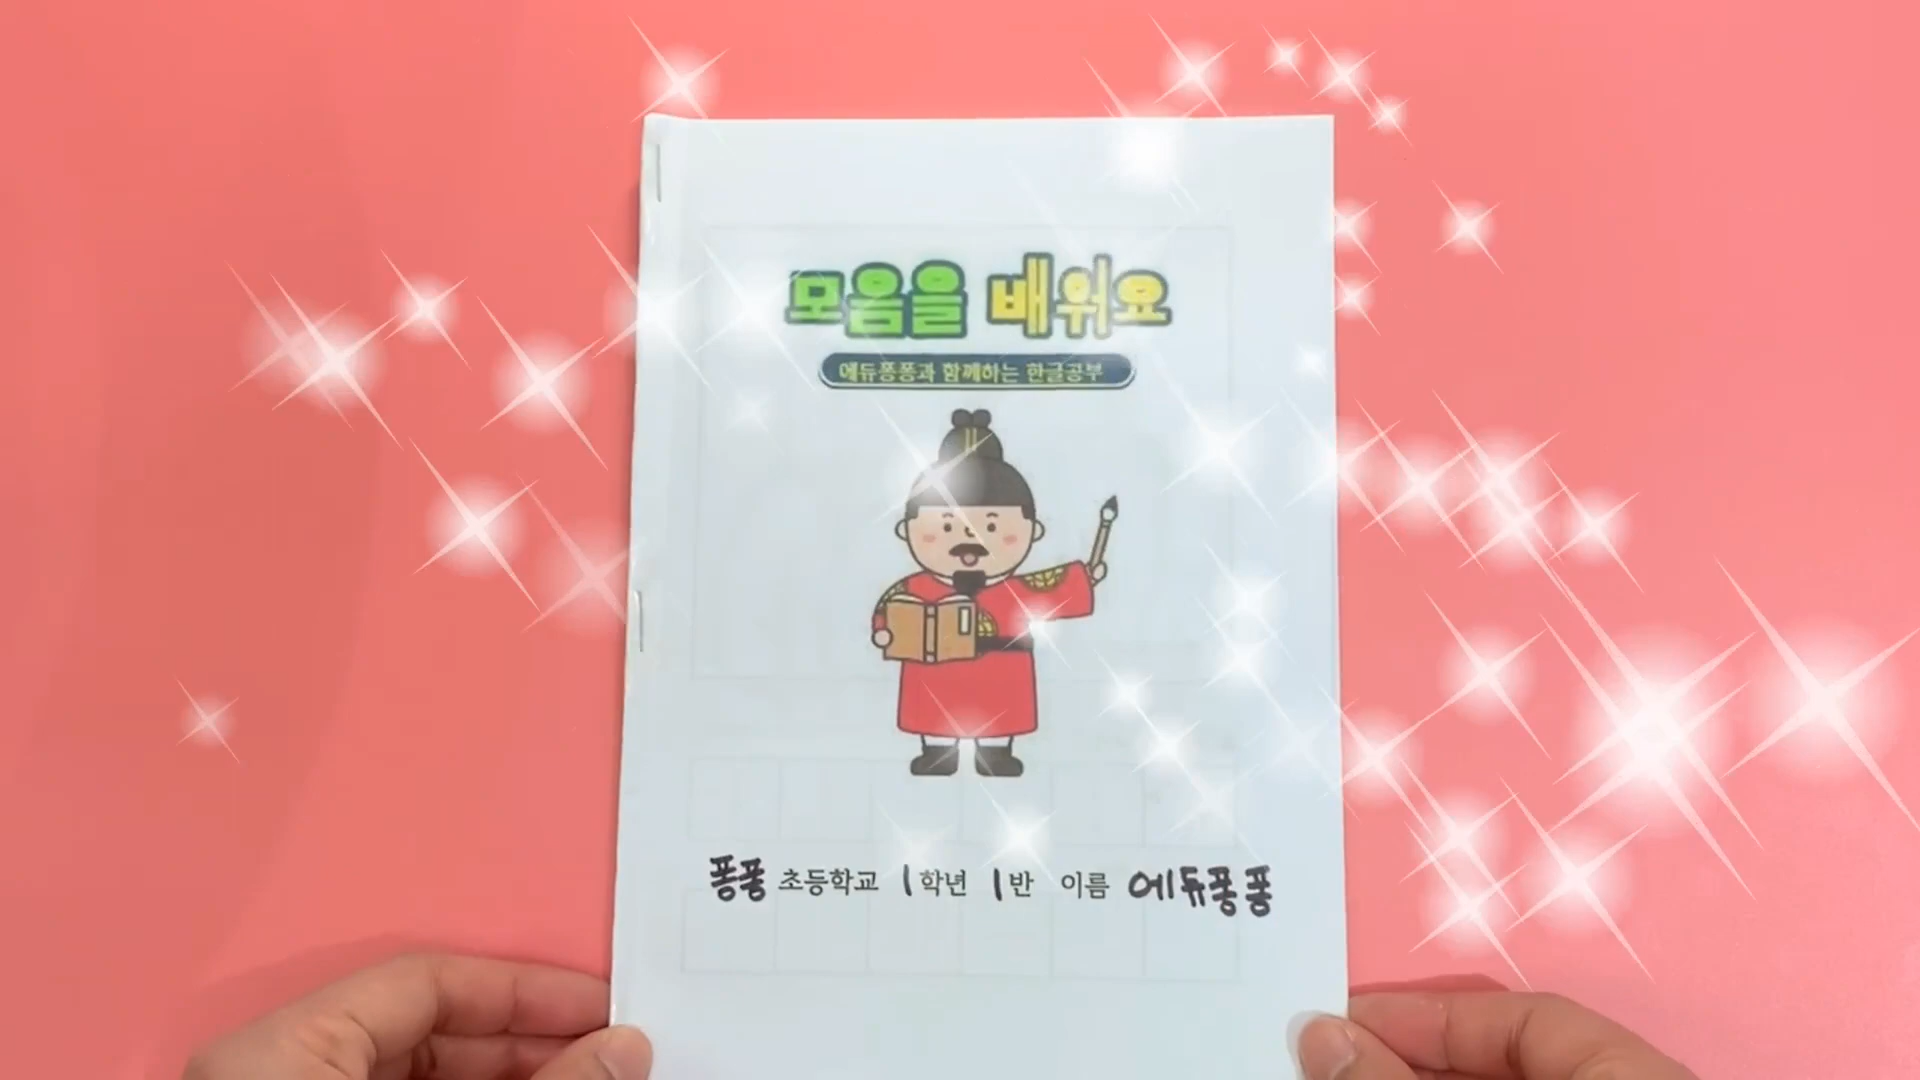 모음을 배워요
에듀퐁퐁과 함께하는 한글공부
퐁퐁 초등학교 1학년 1반 이름 에듀퐁퐁